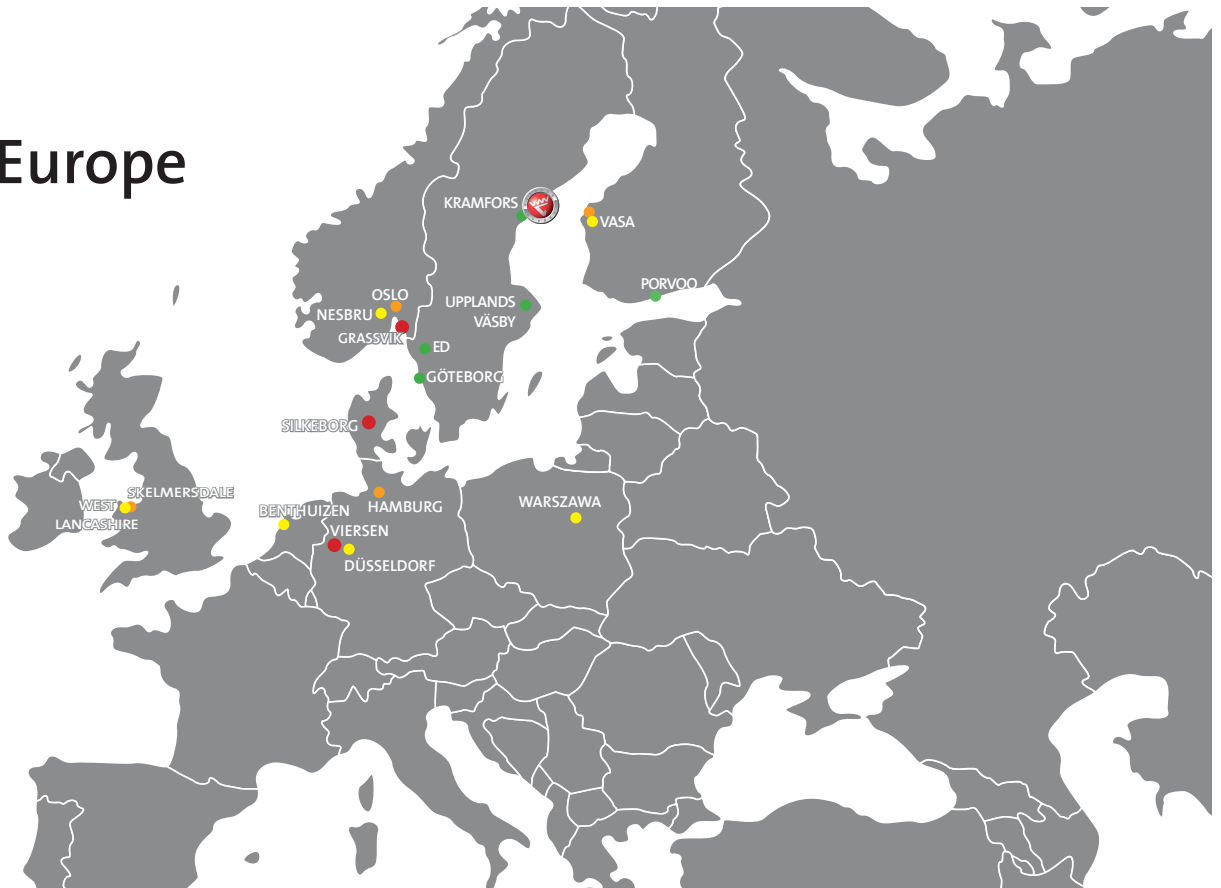 Europe
KRAMFORS
VASA
PORVOO
OSLO
NESBRU
UPPLANDS
VÄSBY
GRASSVIK
ED
GÖTEBORG
SILKEBORG
SKELMERSDALE
WEST
LANCASHIRE
BENTHUIZEN
HAMBURG
WARSZAWA
VIERSEN
DÜSSELDORF